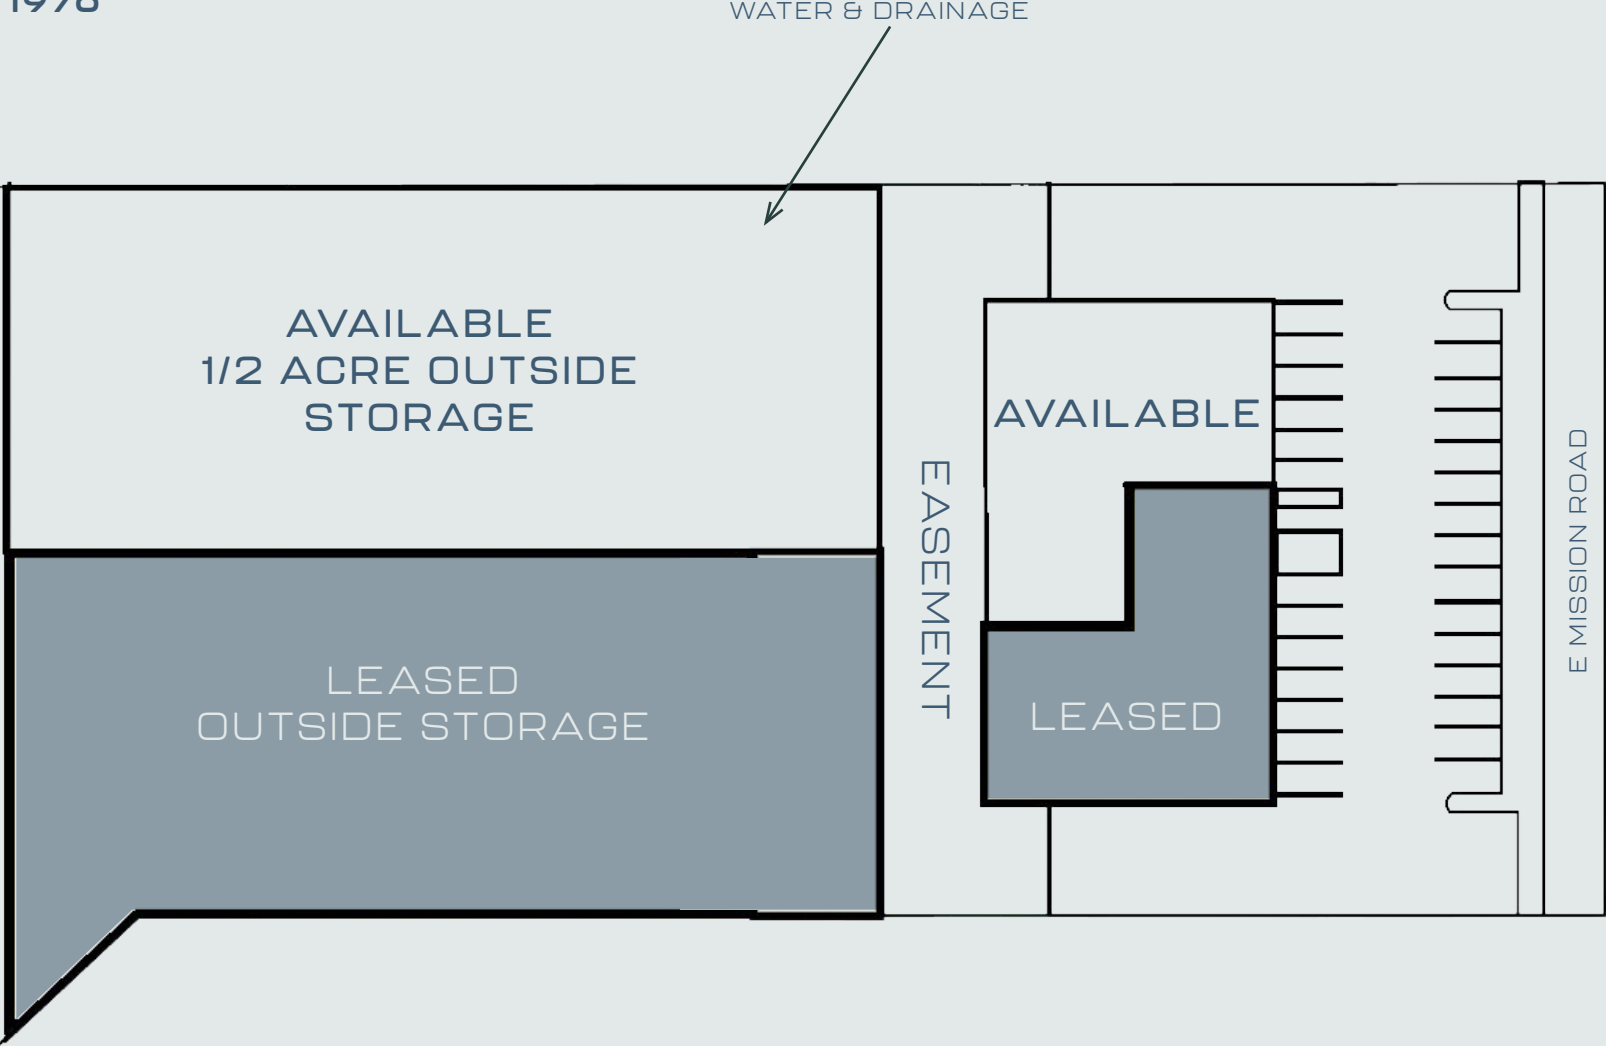 WATER & DRAINAGE
AVAILABLE
1/2 ACRE OUTSIDE
STORAGE
AVAILABLE
EASEMENT
E MISSION ROAD
LEASED
OUTSIDE STORAGE
LEASED